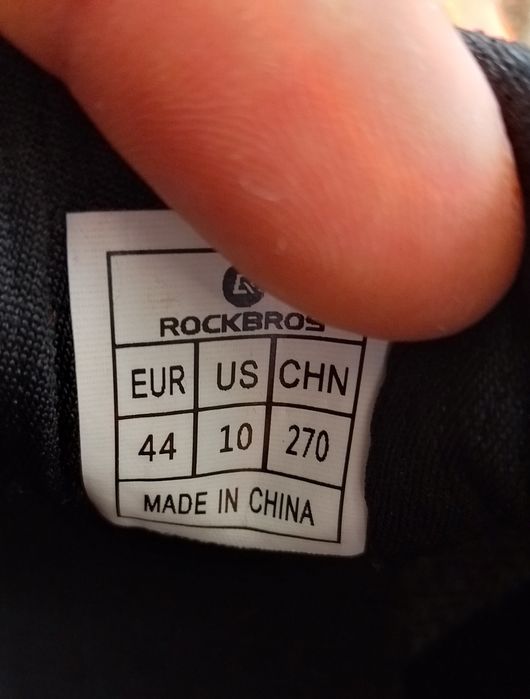 ROCKBROS
EUR US CHN
44 10 270
MADE IN CHINA